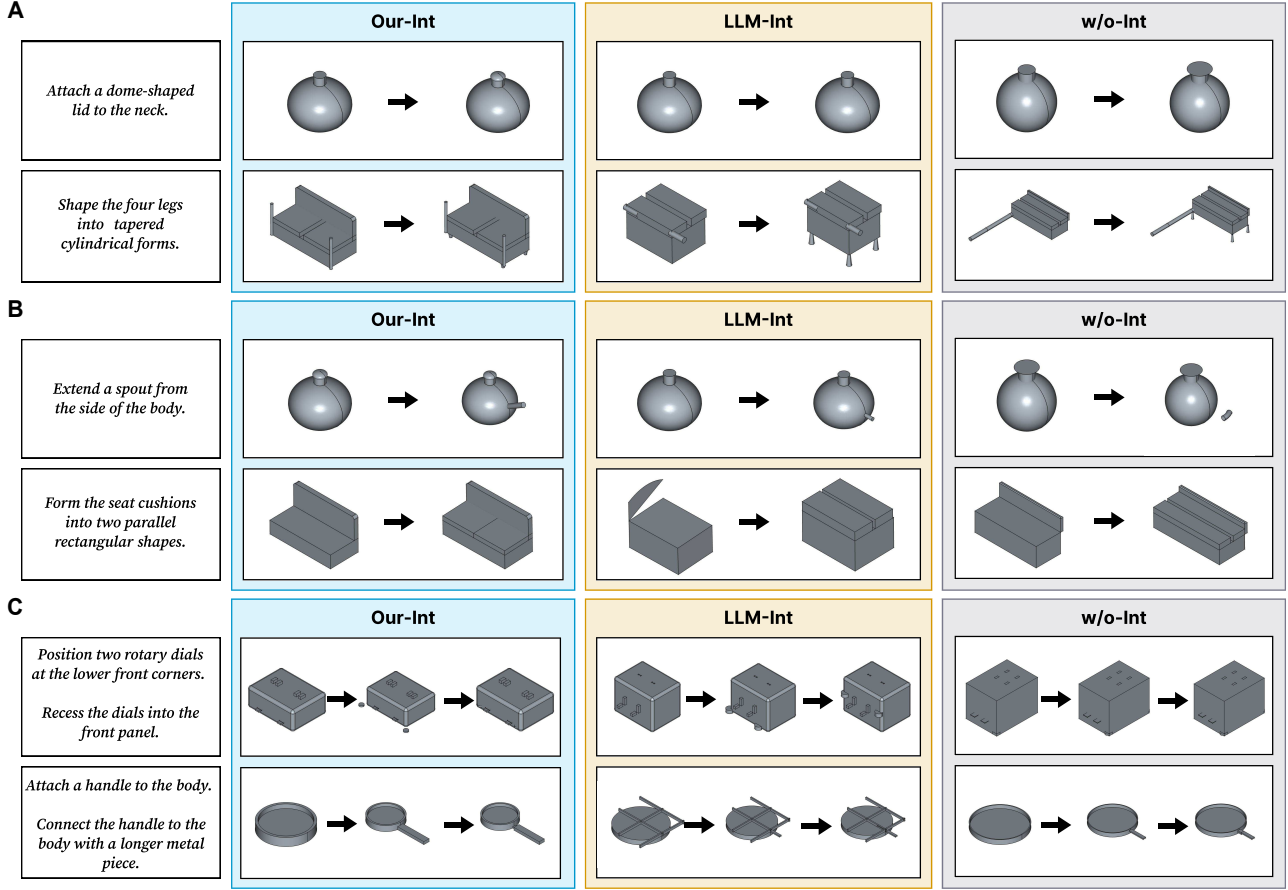 A
Our-Int
LLM-Int
w/o-Int
Attach a dome-shaped
lid to the neck.
Shape the four legs
into tapered
cylindrical forms.
B
Our-Int
LLM-Int
w/o-Int
Extend a spout from
the side of the body.
Form the seat cushions
into two parallel
rectangular shapes.
C
Our-Int
LLM-Int
w/o-Int
Position two rotary dials
at the lower front corners.
Recess the dials into the
front panel.
Attach a handle to the body.
Connect the handle to the
body with a longer metal
piece.